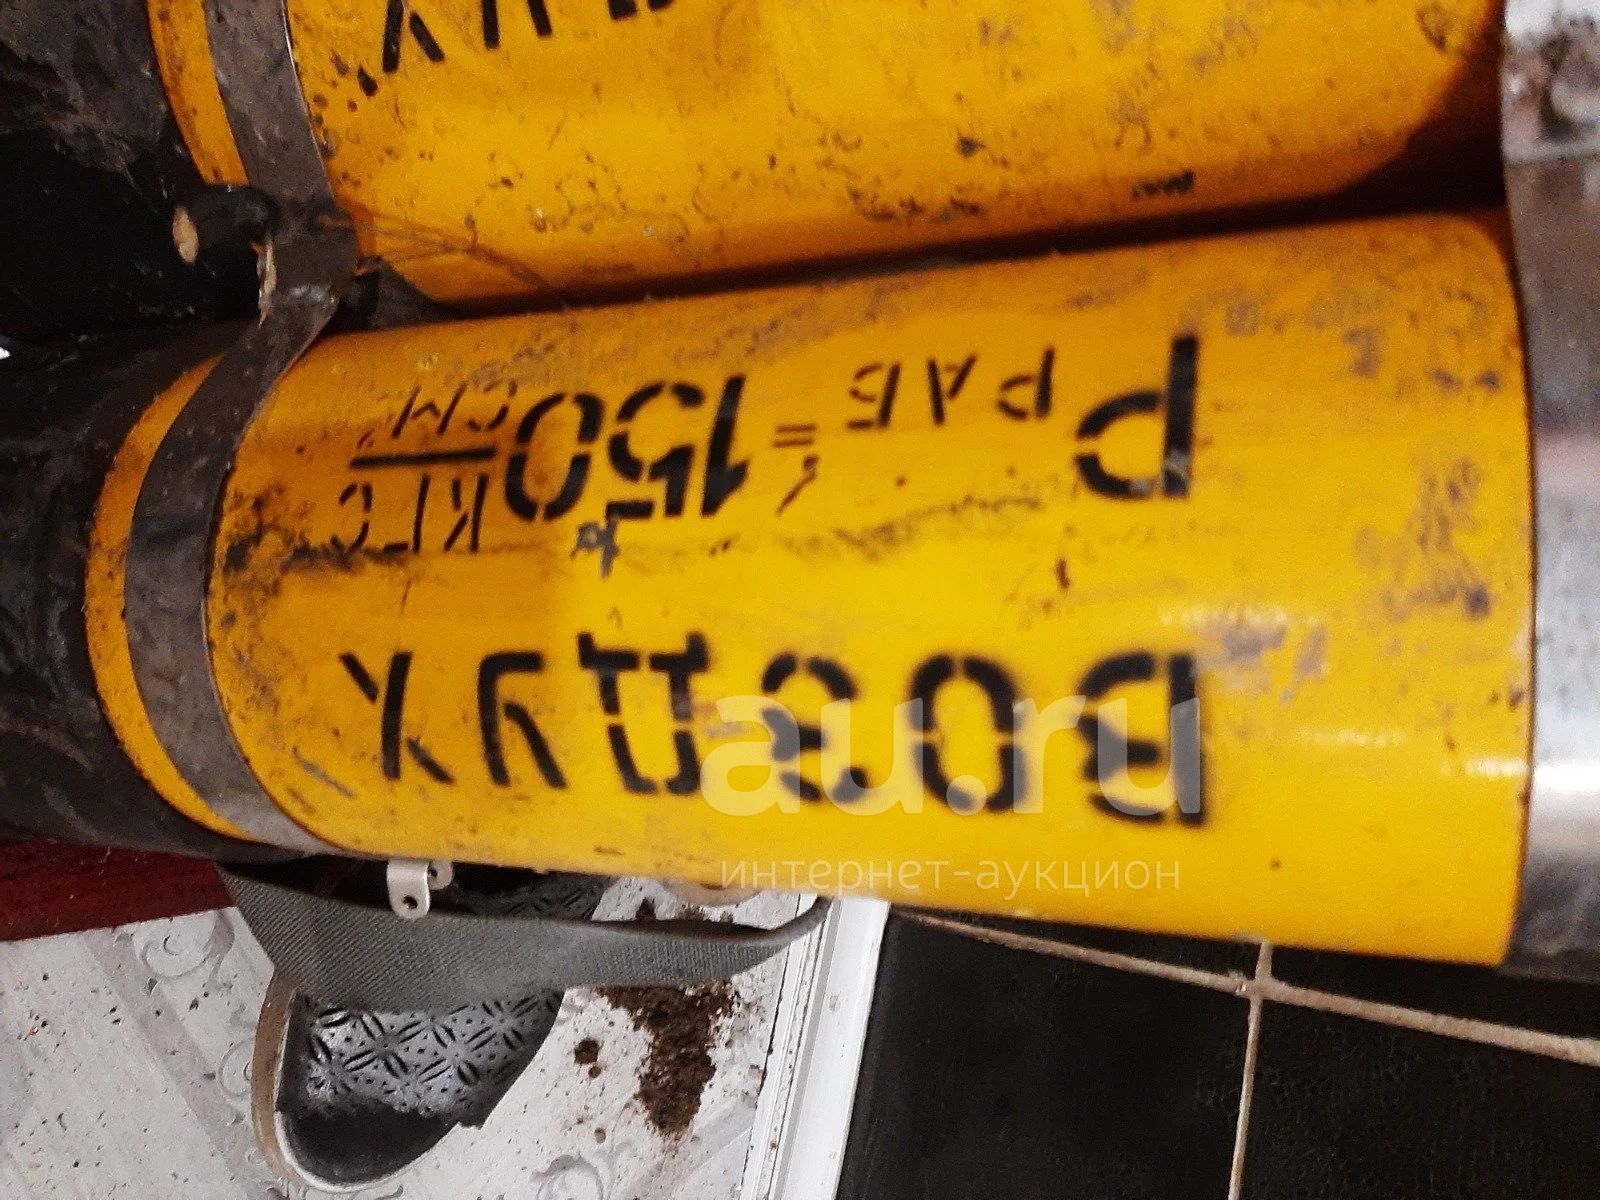 ВОЗДУХ
Р РАБ = 150 КГС
СМ²
au.ru
интернет-аукцион